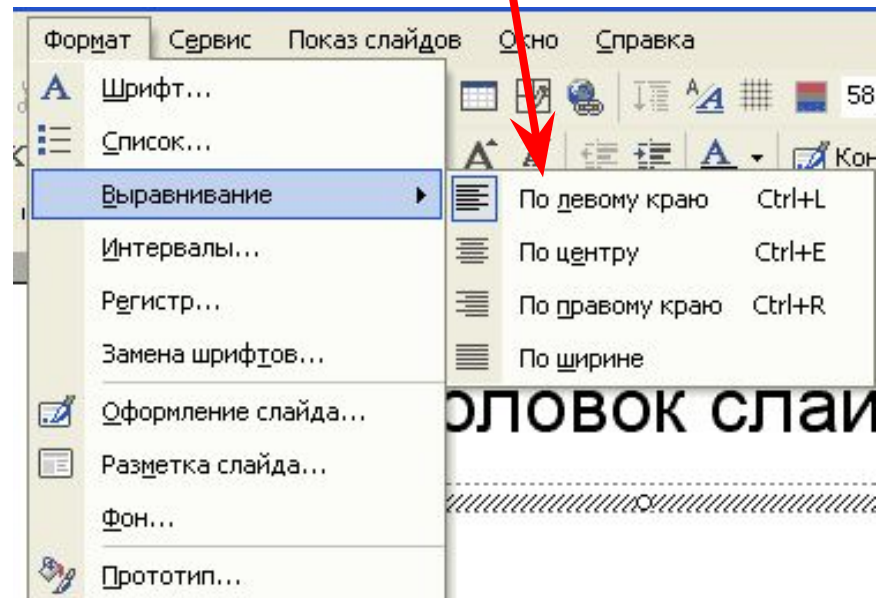 Формат Сервис Показ слайдов Окно Справка
Шрифт...
58
Список...
Кон
Выравнивание
По левому краю Ctrl+L
Интервалы...
По центру Ctrl+E
Регистр...
По правому краю Ctrl+R
Замена шрифтов...
По ширине
Оформление слайда...
оловок слай
Разметка слайда...
Фон...
Прототип...